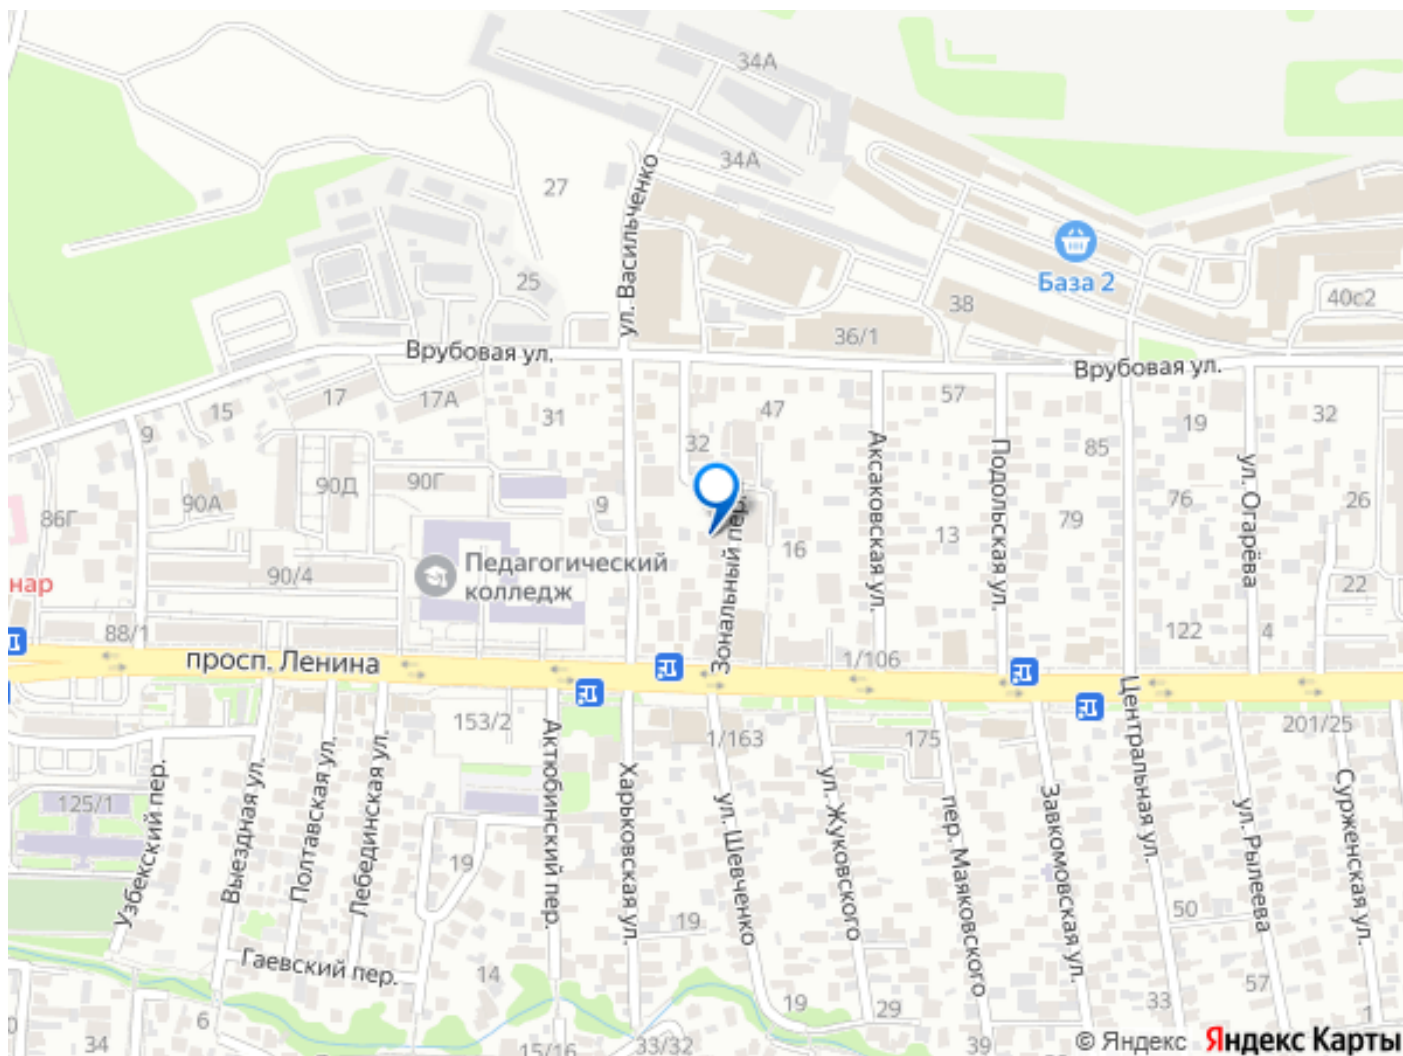 34А
34А
27
ул. Васильченко
База 2
25
40с2
38
36/1
Врубовая ул.
Врубовая ул.
17
17А
57
47
15
31
19
32
9
32
85
Аксаковская ул.
Подольская ул.
ул. Огарёва
90Г
90Д
90А
76
26
9
86Г
79
13
16
Зональный пер.
Педагогический
колледж
90/4
нар
22
88/1
122
4
1/106
просп. Ленина
153/2
1/163
175
201/25
Актюбинский пер.
Харьковская ул.
ул. Шевченко
ул. Жуковского
пер. Маяковского
Завкомовская ул.
Центральная ул.
ул. Рылеева
Сурженская ул.
Узбекский пер.
Выездная ул.
Полтавская ул.
Лебединская ул.
125/1
19
19
50
Гаевский пер.
14
57
19
29
33
6
34
15/16
33/32
39
1
© Яндекс Яндекс Карты